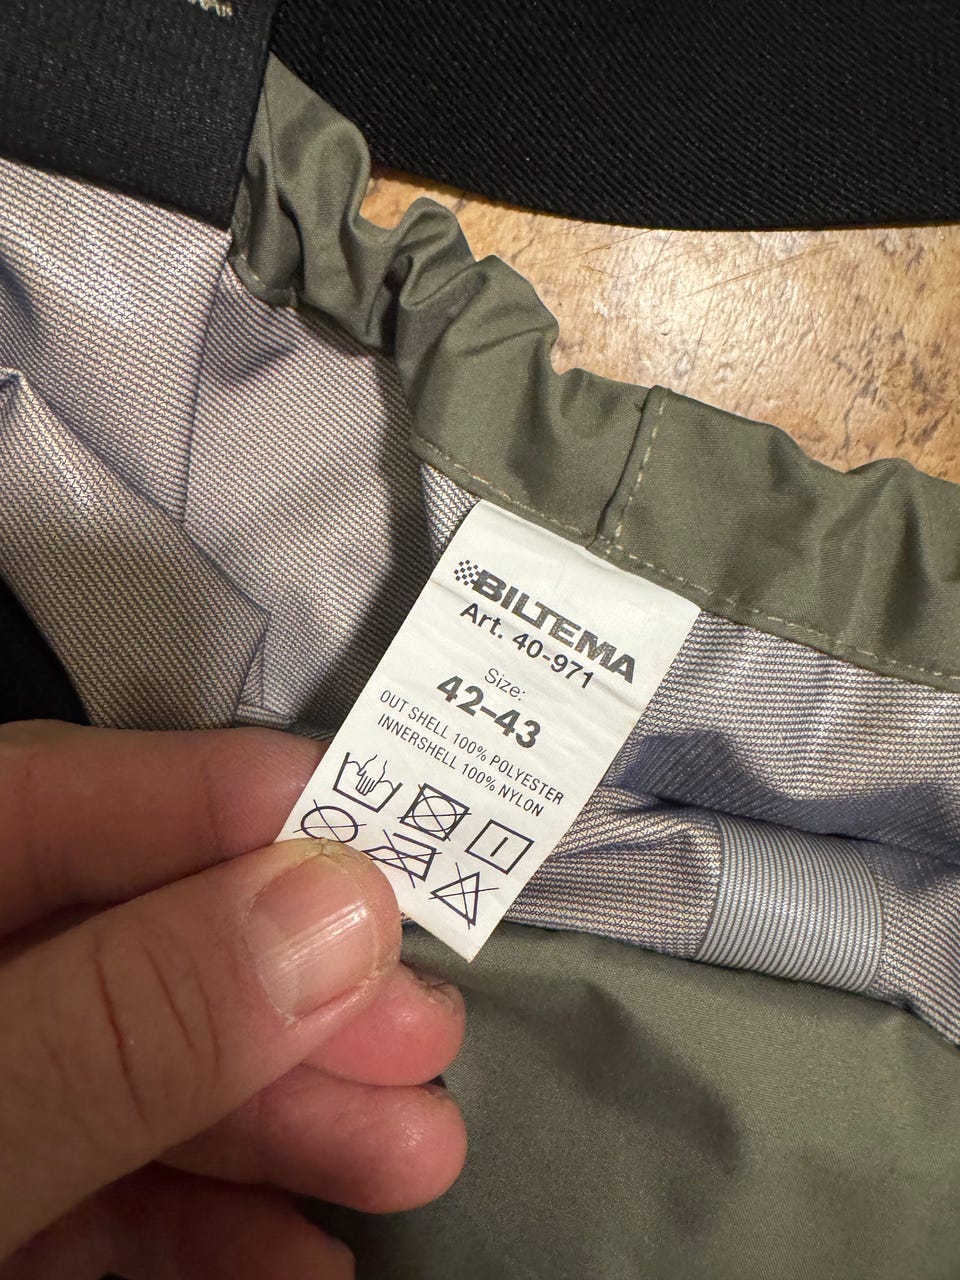 BILTEMA
Art. 40-971
Size:
42-43
OUT SHELL 100% POLYESTER
INNERSHELL 100% NYLON